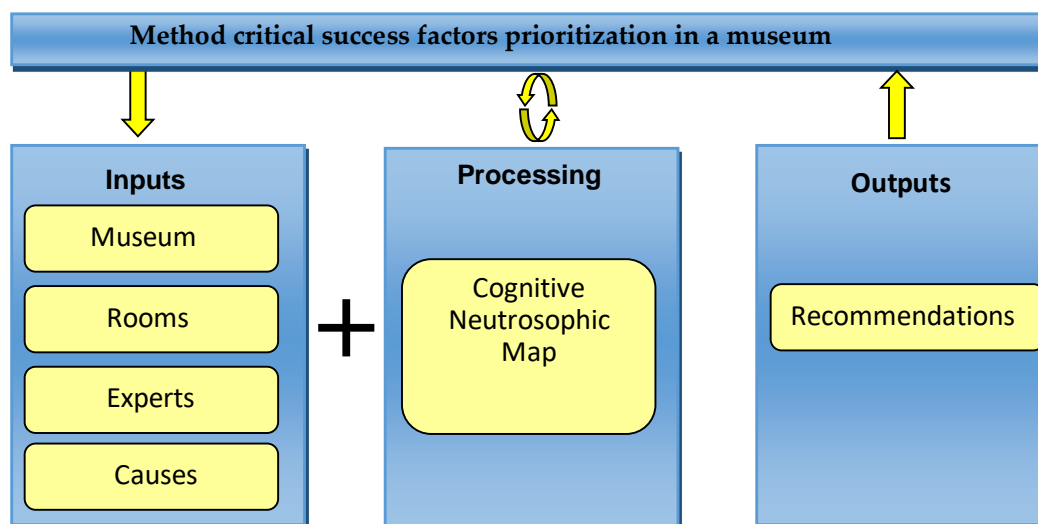 Method critical success factors prioritization in a museum
Inputs
Museum
Rooms
Experts
Causes
Processing
Cognitive
Neutrosophic
Map
Outputs
Recommendations